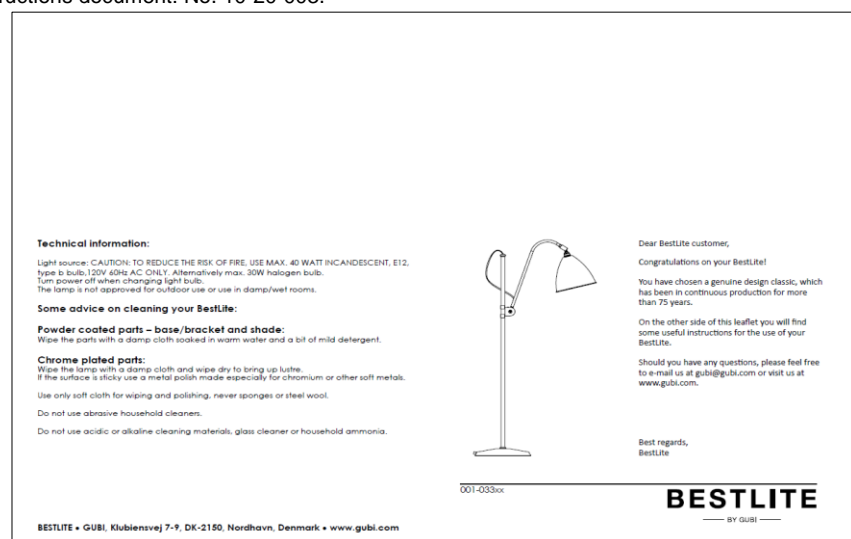 Technical information:
Light source: CAUTION: TO REDUCE THE RISK OF FIRE, USE MAX. 40 WATT INCANDESCENT, E12,
type b bulb,120V 60Hz AC ONLY. Alternatively max. 30W halogen bulb.
Turn power off when changing light bulb.
The lamp is not approved for outdoor use or use in damp/wet rooms.
Some advice on cleaning your BestLite:
Powder coated parts – base/bracket and shade:
Wipe the parts with a damp cloth soaked in warm water and a bit of mild detergent.
Chrome plated parts:
Wipe the lamp with a damp cloth and wipe dry to bring up lustre.
If the surface is sticky use a metal polish made especially for chromium or other soft metals.
Use only soft cloth for wiping and polishing, never sponges or steel wool.
Do not use abrasive household cleaners.
Do not use acidic or alkaline cleaning materials, glass cleaner or household ammonia.
BESTLITE • GUBI, Klubiensvej 7-9, DK-2150, Nordhavn, Denmark • www.gubi.com
001-033xx
Dear BestLite customer,
Congratulations on your BestLite!
You have chosen a genuine design classic, which
has been in continuous production for more
than 75 years.
On the other side of this leaflet you will find
some useful instructions for the use of your
BestLite.
Should you have any questions, please feel free
to e-mail us at gubi@gubi.com or visit us at
www.gubi.com.
Best regards,
BestLite
BESTLITE
BY GUBI